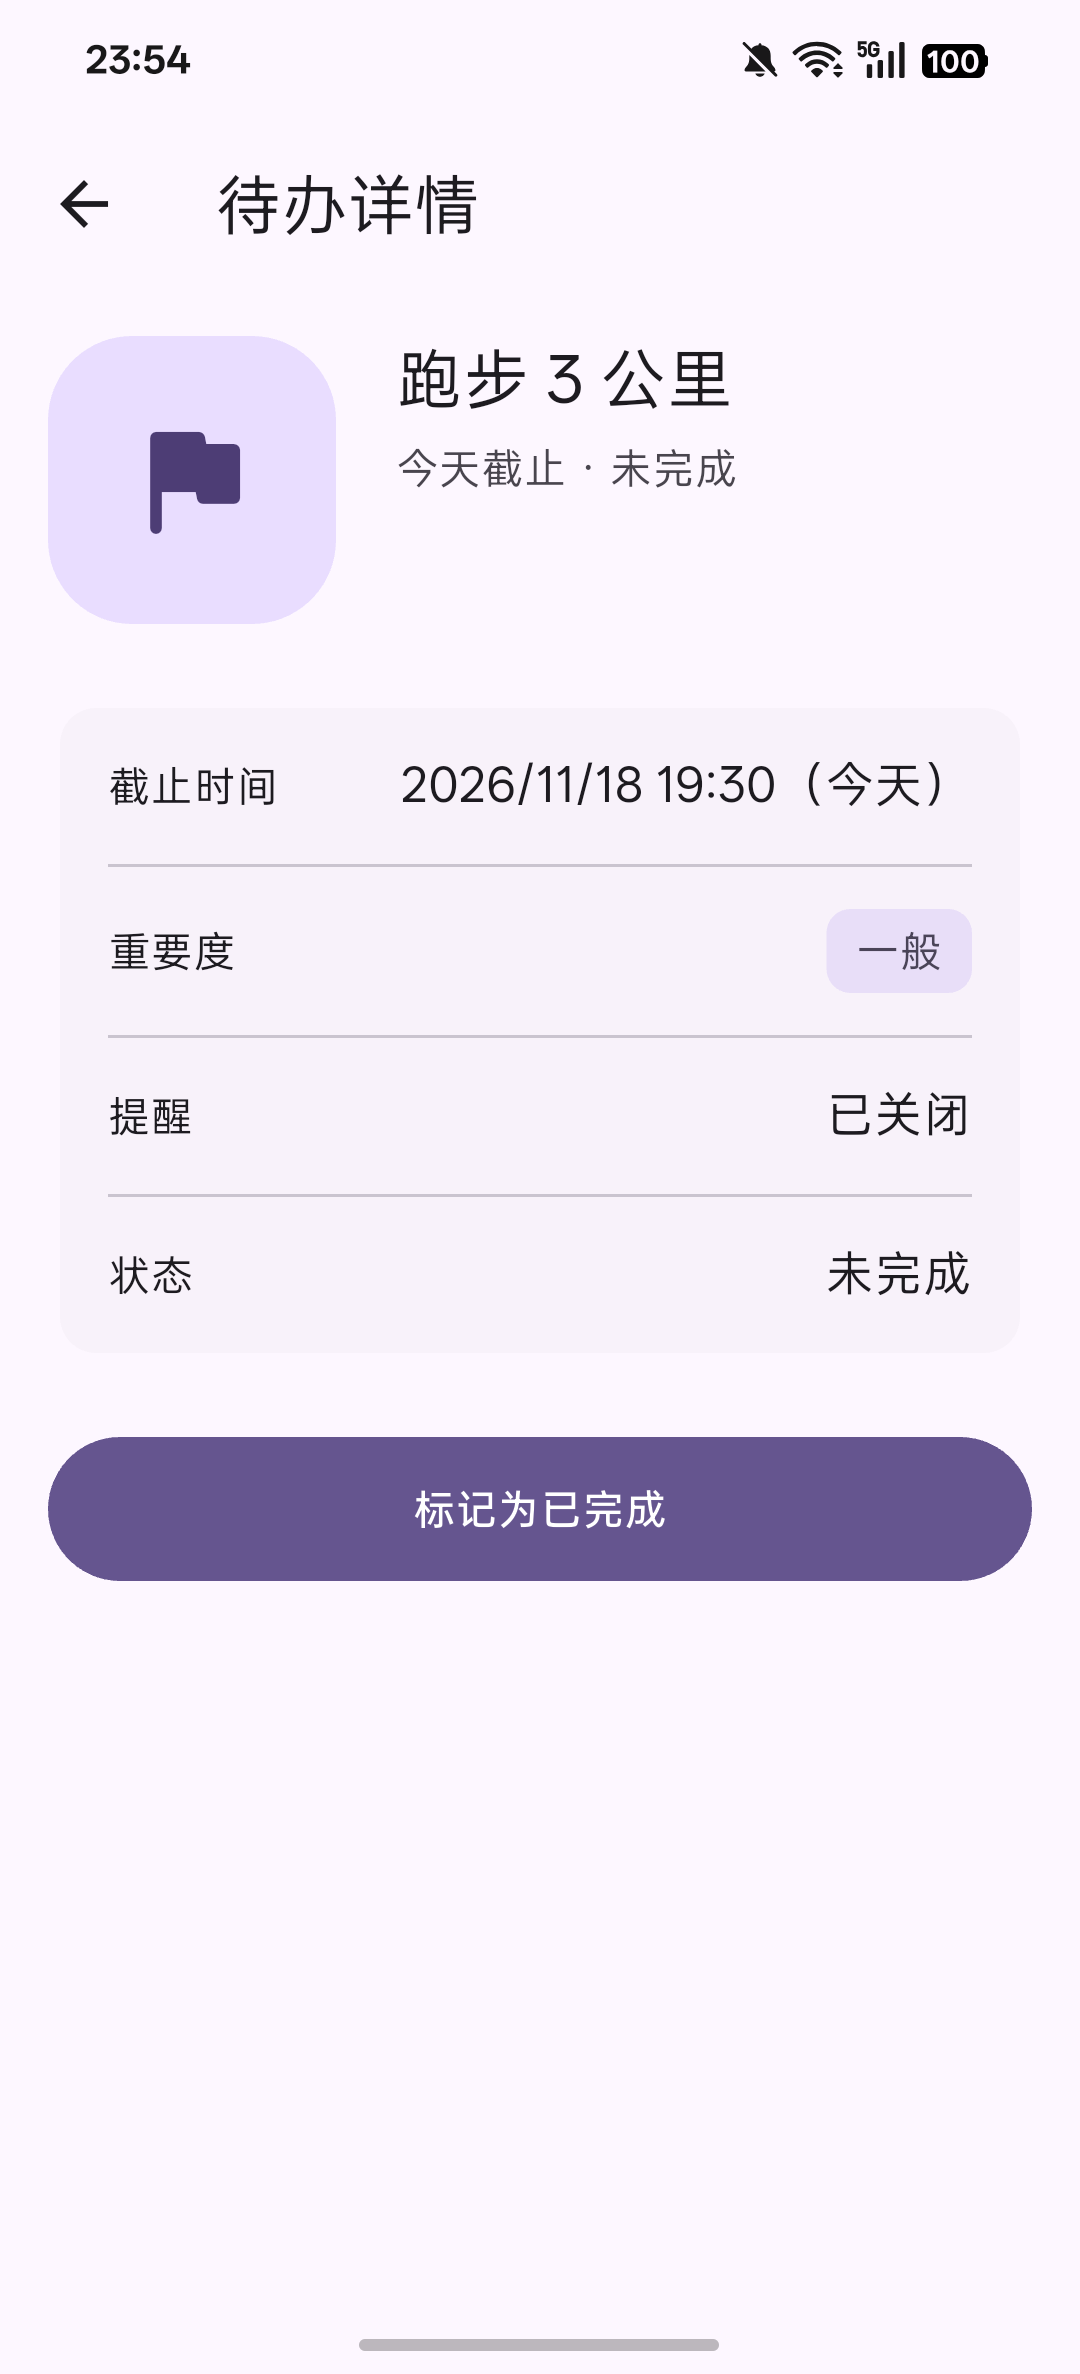 23:54
5G
100
待办详情
跑步 3 公里
今天截止 · 未完成
截止时间 2026/11/18 19:30（今天）
重要度 一般
提醒 已关闭
状态 未完成
标记为已完成